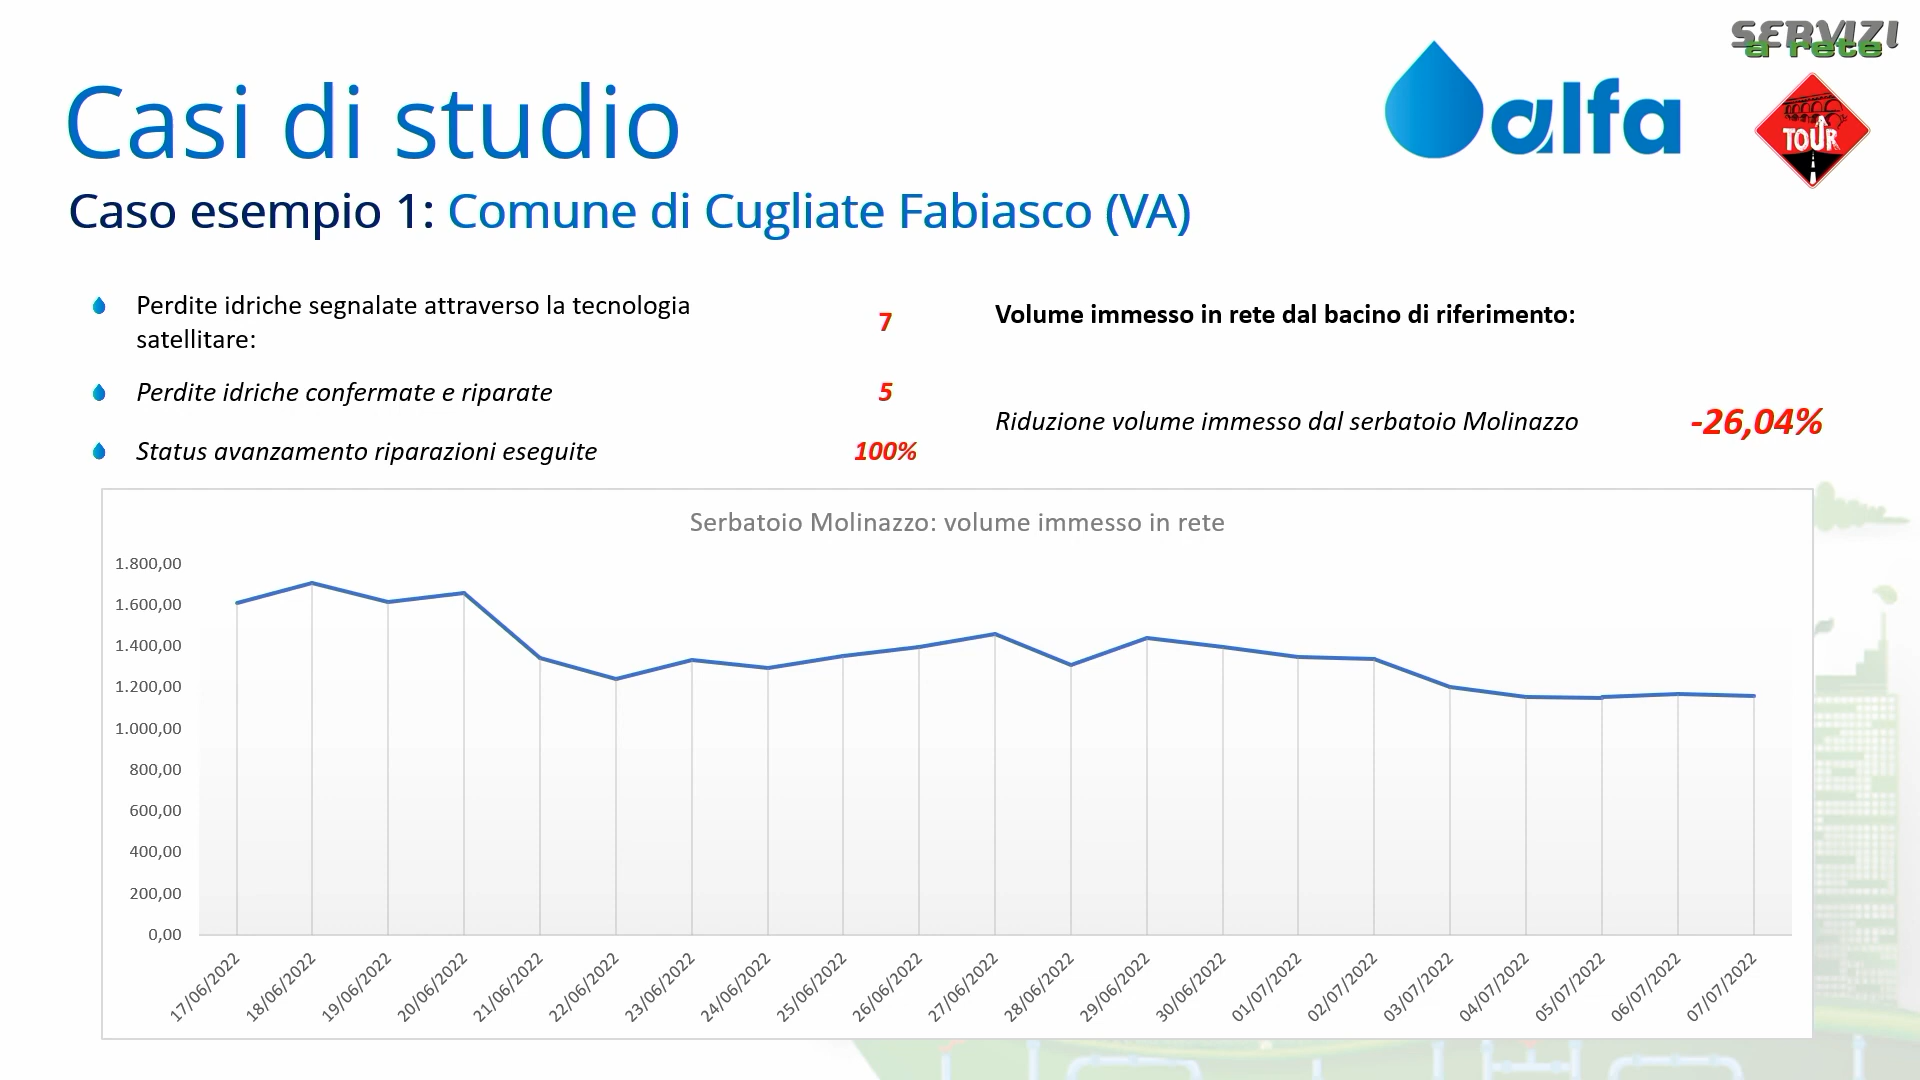 SERVIZI
a rete
alfa
TOUR
Casi di studio
Caso esempio 1: Comune di Cugliate Fabiasco (VA)
Perdite idriche segnalate attraverso la tecnologia
satellitare:
7
Perdite idriche confermate e riparate
5
Status avanzamento riparazioni eseguite
100%
Volume immesso in rete dal bacino di riferimento:
Riduzione volume immesso dal serbatoio Molinazzo
-26,04%
Serbatoio Molinazzo: volume immesso in rete
1.800,00
1.600,00
1.400,00
1.200,00
1.000,00
800,00
600,00
400,00
200,00
0,00
17/06/2022
18/06/2022
19/06/2022
20/06/2022
21/06/2022
22/06/2022
23/06/2022
24/06/2022
25/06/2022
26/06/2022
27/06/2022
28/06/2022
29/06/2022
30/06/2022
01/07/2022
02/07/2022
03/07/2022
04/07/2022
05/07/2022
06/07/2022
07/07/2022